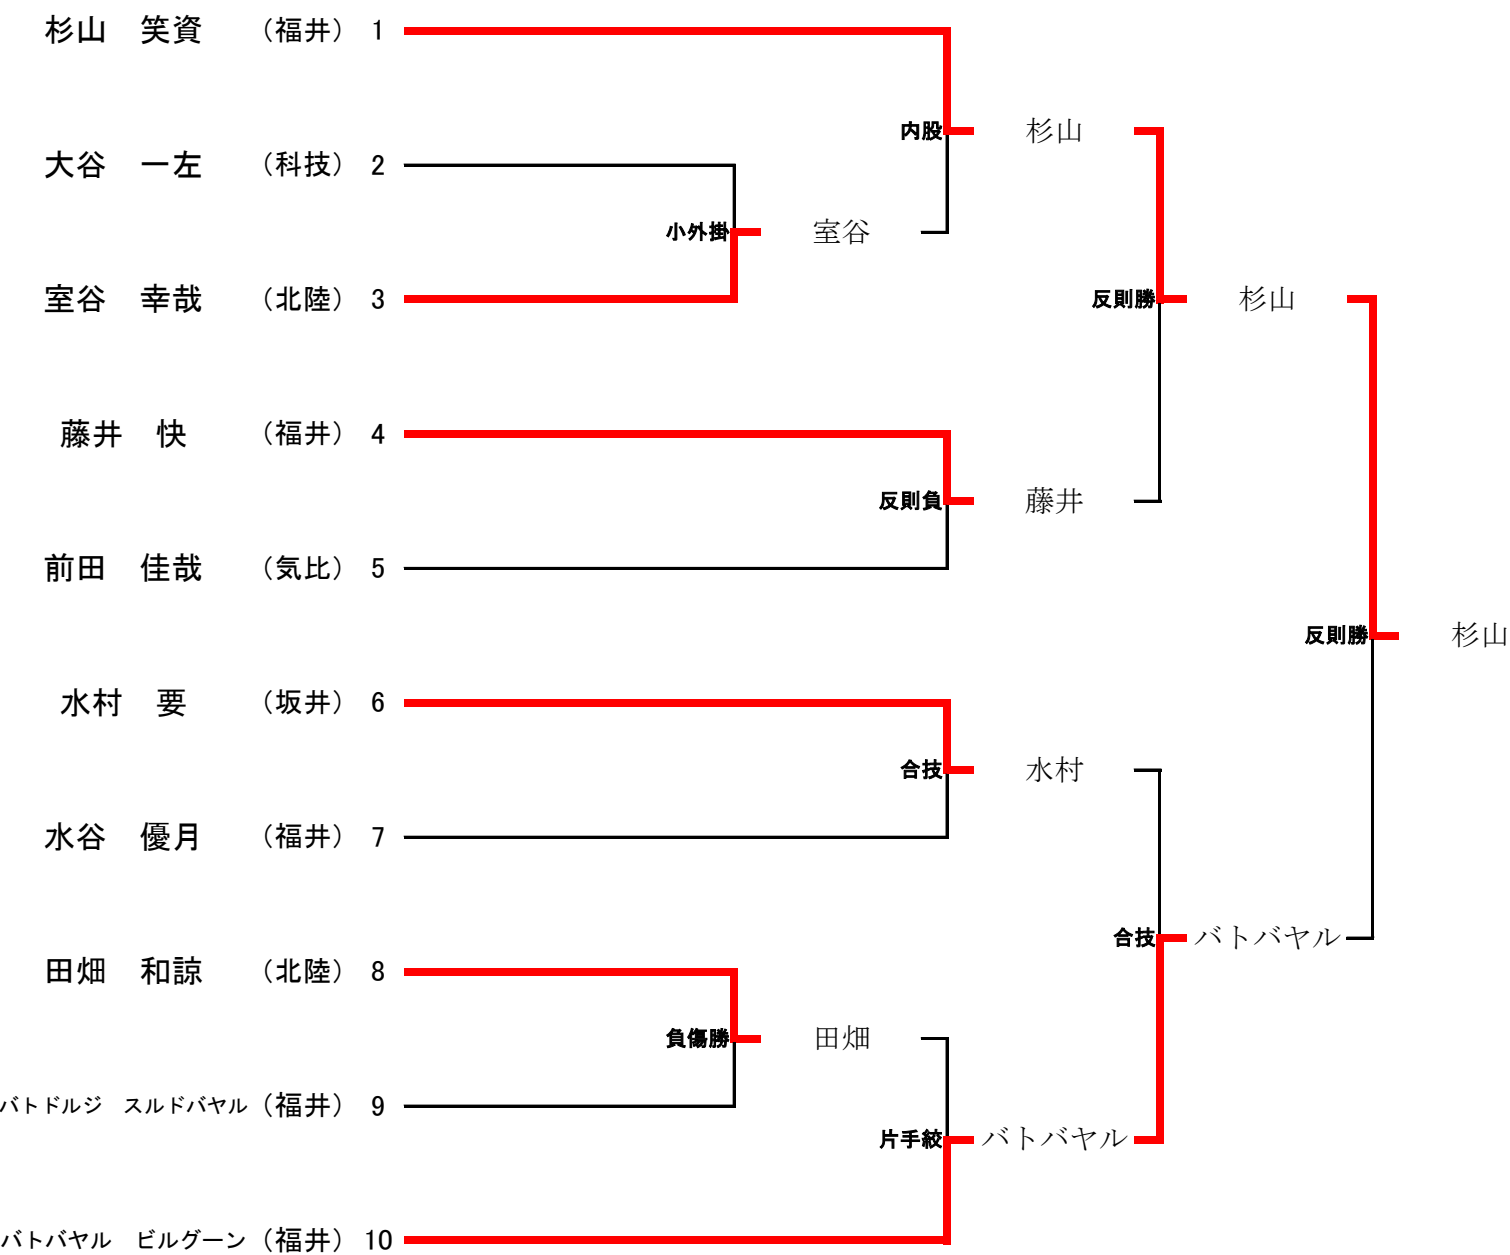 杉山　笑資　（福井）　1
内股　杉山
大谷　一左　（科技）　2
小外掛　室谷
室谷　幸哉　（北陸）　3
反則勝　杉山
藤井　快　（福井）　4
反則負　藤井
前田　佳哉　（気比）　5
反則勝　杉山
水村　要　（坂井）　6
合技　水村
水谷　優月　（福井）　7
合技　バトバヤル
田畑　和諒　（北陸）　8
負傷勝　田畑
バトドルジ　スルドバヤル（福井）　9
片手絞　バトバヤル
バトバヤル　ビルグーン（福井）　10